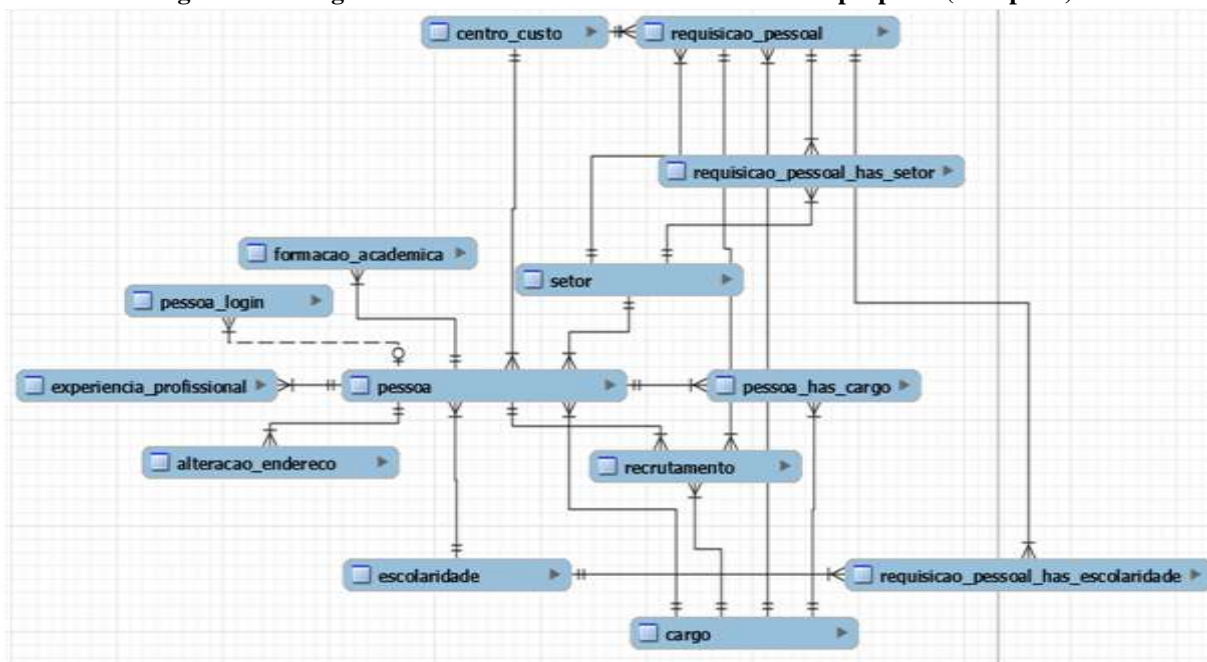 centro_custo
requisicao_pessoal
requisicao_pessoal_has_setor
formacao_academica
setor
pessoa_login
experiencia_profissional
pessoa
pessoa_has_cargo
alteracao_endereco
recrutamento
escolaridade
requisicao_pessoal_has_escolaridade
cargo